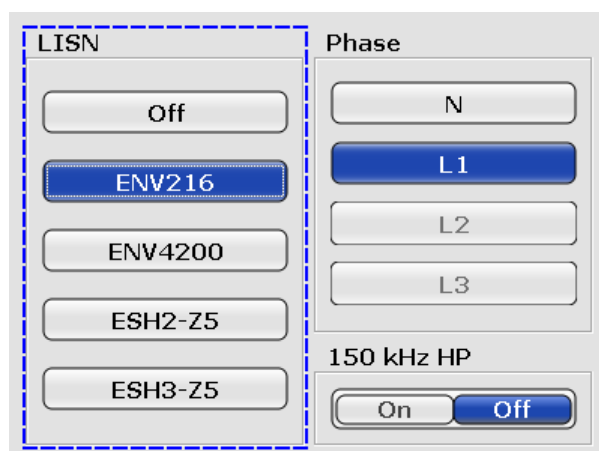 LISN
Off
ENV216
ENV4200
ESH2-Z5
ESH3-Z5
Phase
N
L1
L2
L3
150 kHz HP
On Off